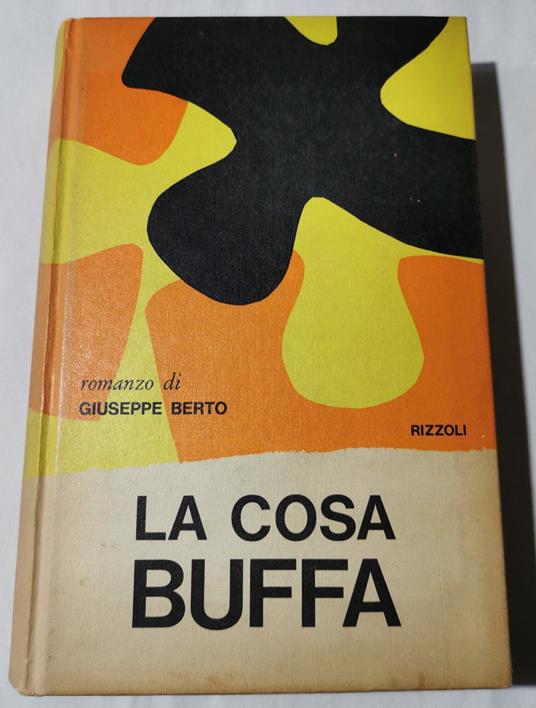 romanzo di
GIUSEPPE BERTO
RIZZOLI
LA COSA
BUFFA